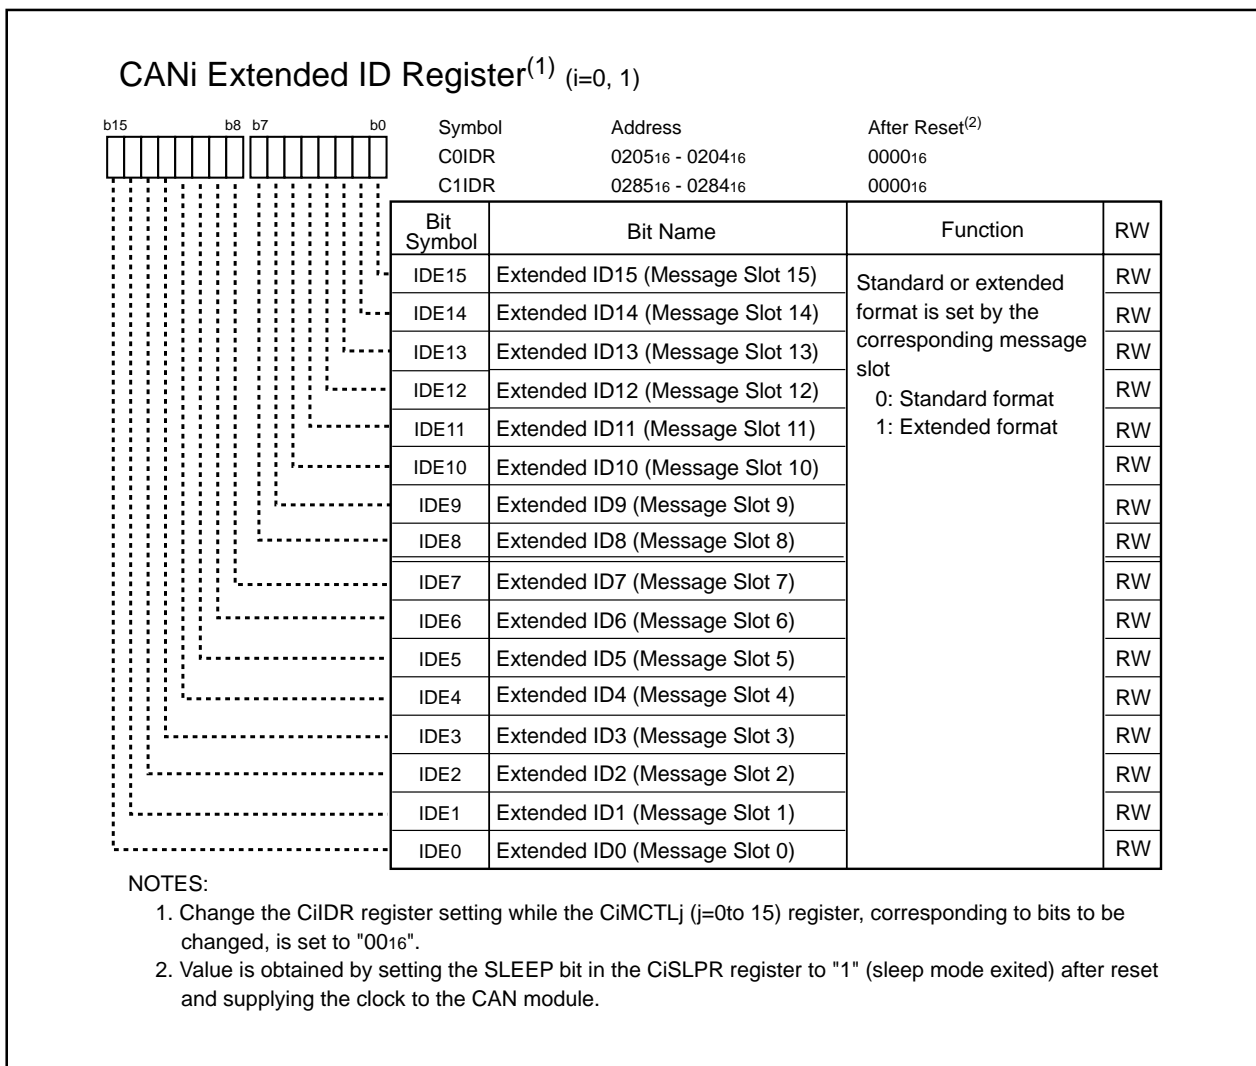 CANi Extended ID Register(1) (i=0, 1)
b15 b8 b7 b0
Symbol Address After Reset(2)
C0IDR 020516 - 020416 000016
C1IDR 028516 - 028416 000016
Bit Symbol Bit Name Function RW
IDE15 Extended ID15 (Message Slot 15) RW
IDE14 Extended ID14 (Message Slot 14) RW
IDE13 Extended ID13 (Message Slot 13) RW
IDE12 Extended ID12 (Message Slot 12) RW
IDE11 Extended ID11 (Message Slot 11) RW
IDE10 Extended ID10 (Message Slot 10) RW
IDE9 Extended ID9 (Message Slot 9) RW
IDE8 Extended ID8 (Message Slot 8) RW
IDE7 Extended ID7 (Message Slot 7) RW
IDE6 Extended ID6 (Message Slot 6) RW
IDE5 Extended ID5 (Message Slot 5) RW
IDE4 Extended ID4 (Message Slot 4) RW
IDE3 Extended ID3 (Message Slot 3) RW
IDE2 Extended ID2 (Message Slot 2) RW
IDE1 Extended ID1 (Message Slot 1) RW
IDE0 Extended ID0 (Message Slot 0) RW
Standard or extended
format is set by the
corresponding message
slot
0: Standard format
1: Extended format
NOTES:
1. Change the CiIDR register setting while the CiMCTLj (j=0to 15) register, corresponding to bits to be
changed, is set to "0016".
2. Value is obtained by setting the SLEEP bit in the CiSLPR register to "1" (sleep mode exited) after reset
and supplying the clock to the CAN module.